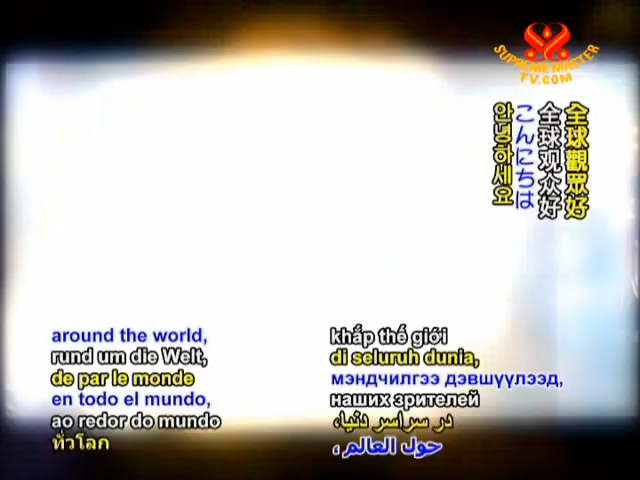 SUPREME MASTER
TV.COM
全球觀眾好
全球观众好
こんにちは
안녕하세요
around the world,
rund um die Welt,
de par le monde
en todo el mundo,
ao redor do mundo
ทั่วโลก
khắp thế giới
di seluruh dunia,
мэндчилгээ дэвшүүлээд,
наших зрителей
در سراسر دنیا،
حول العالم،